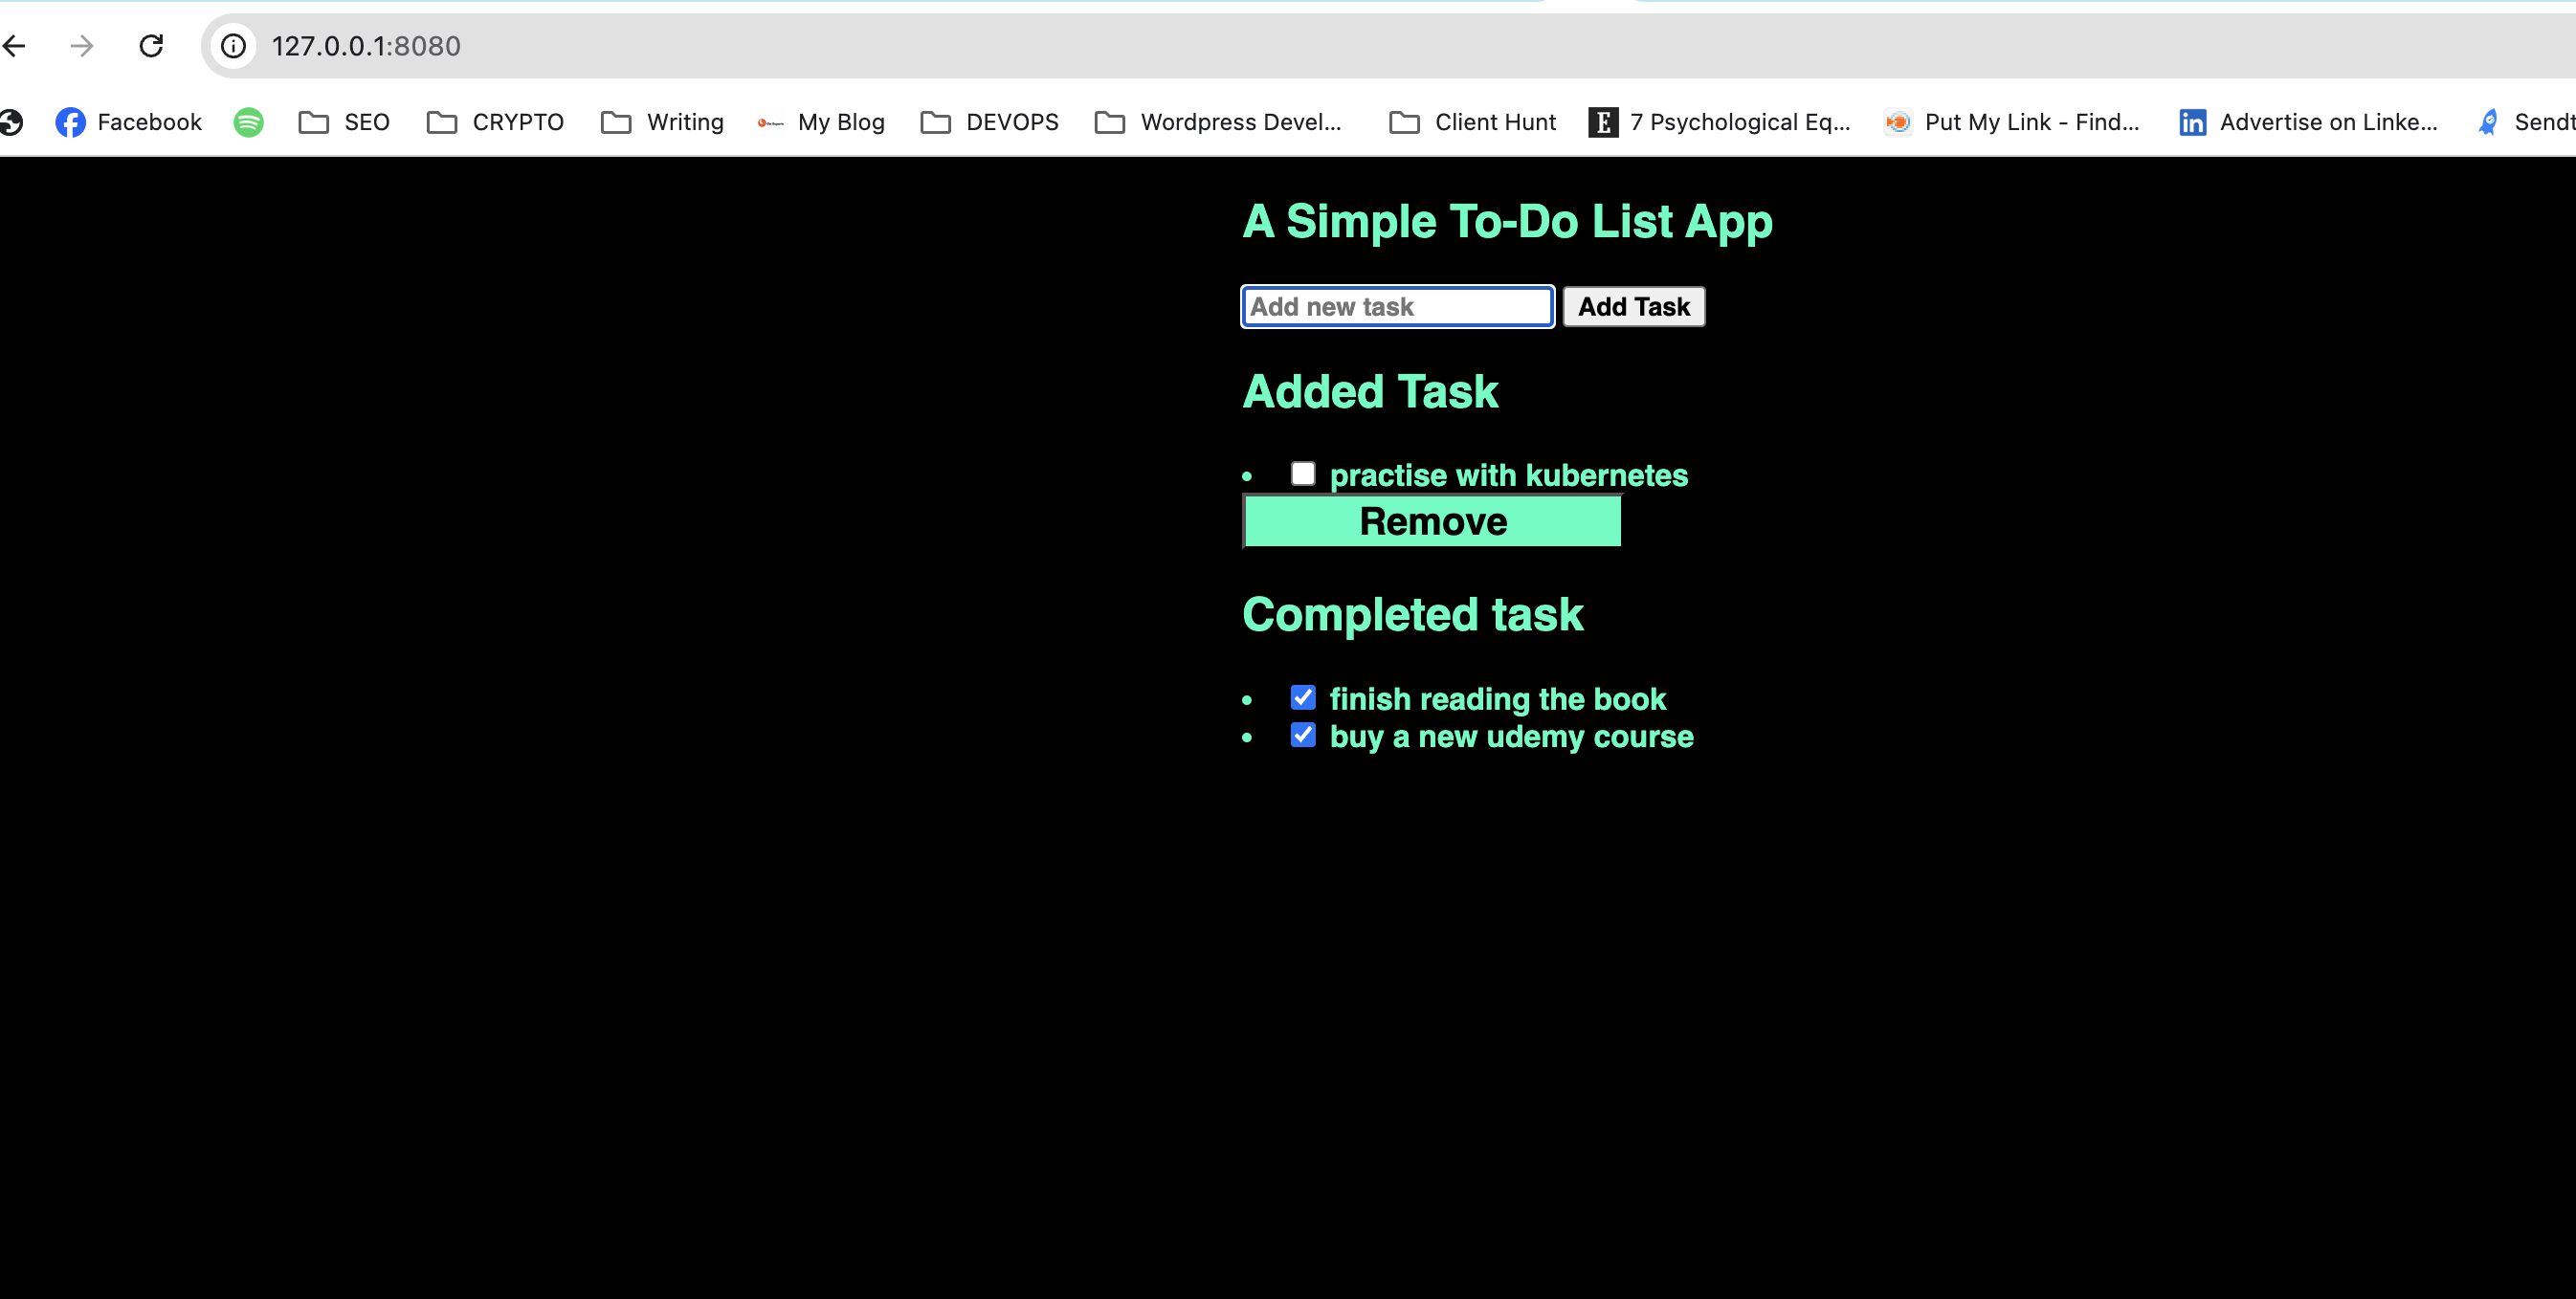 127.0.0.1:8080
Facebook SEO CRYPTO Writing My Blog DEVOPS Wordpress Devel... Client Hunt E 7 Psychological Eq... Put My Link - Find... in Advertise on Linke... Sendt
A Simple To-Do List App
Add new task Add Task
Added Task
practise with kubernetes
Remove
Completed task
finish reading the book
buy a new udemy course